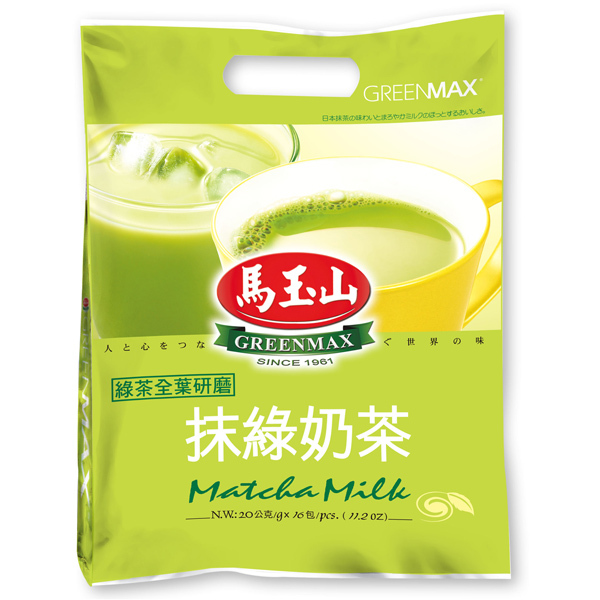 GREENMAX®
日本抹茶の味わいとまろやかミルクのほっとするおいしさ。
馬玉山
GREENMAX
SINCE 1961
人と心をつなぐ世界の味
綠茶全葉研磨
抹綠奶茶
Matcha Milk
N.W.:20公克/g×16包/pcs. (11.2 OZ)